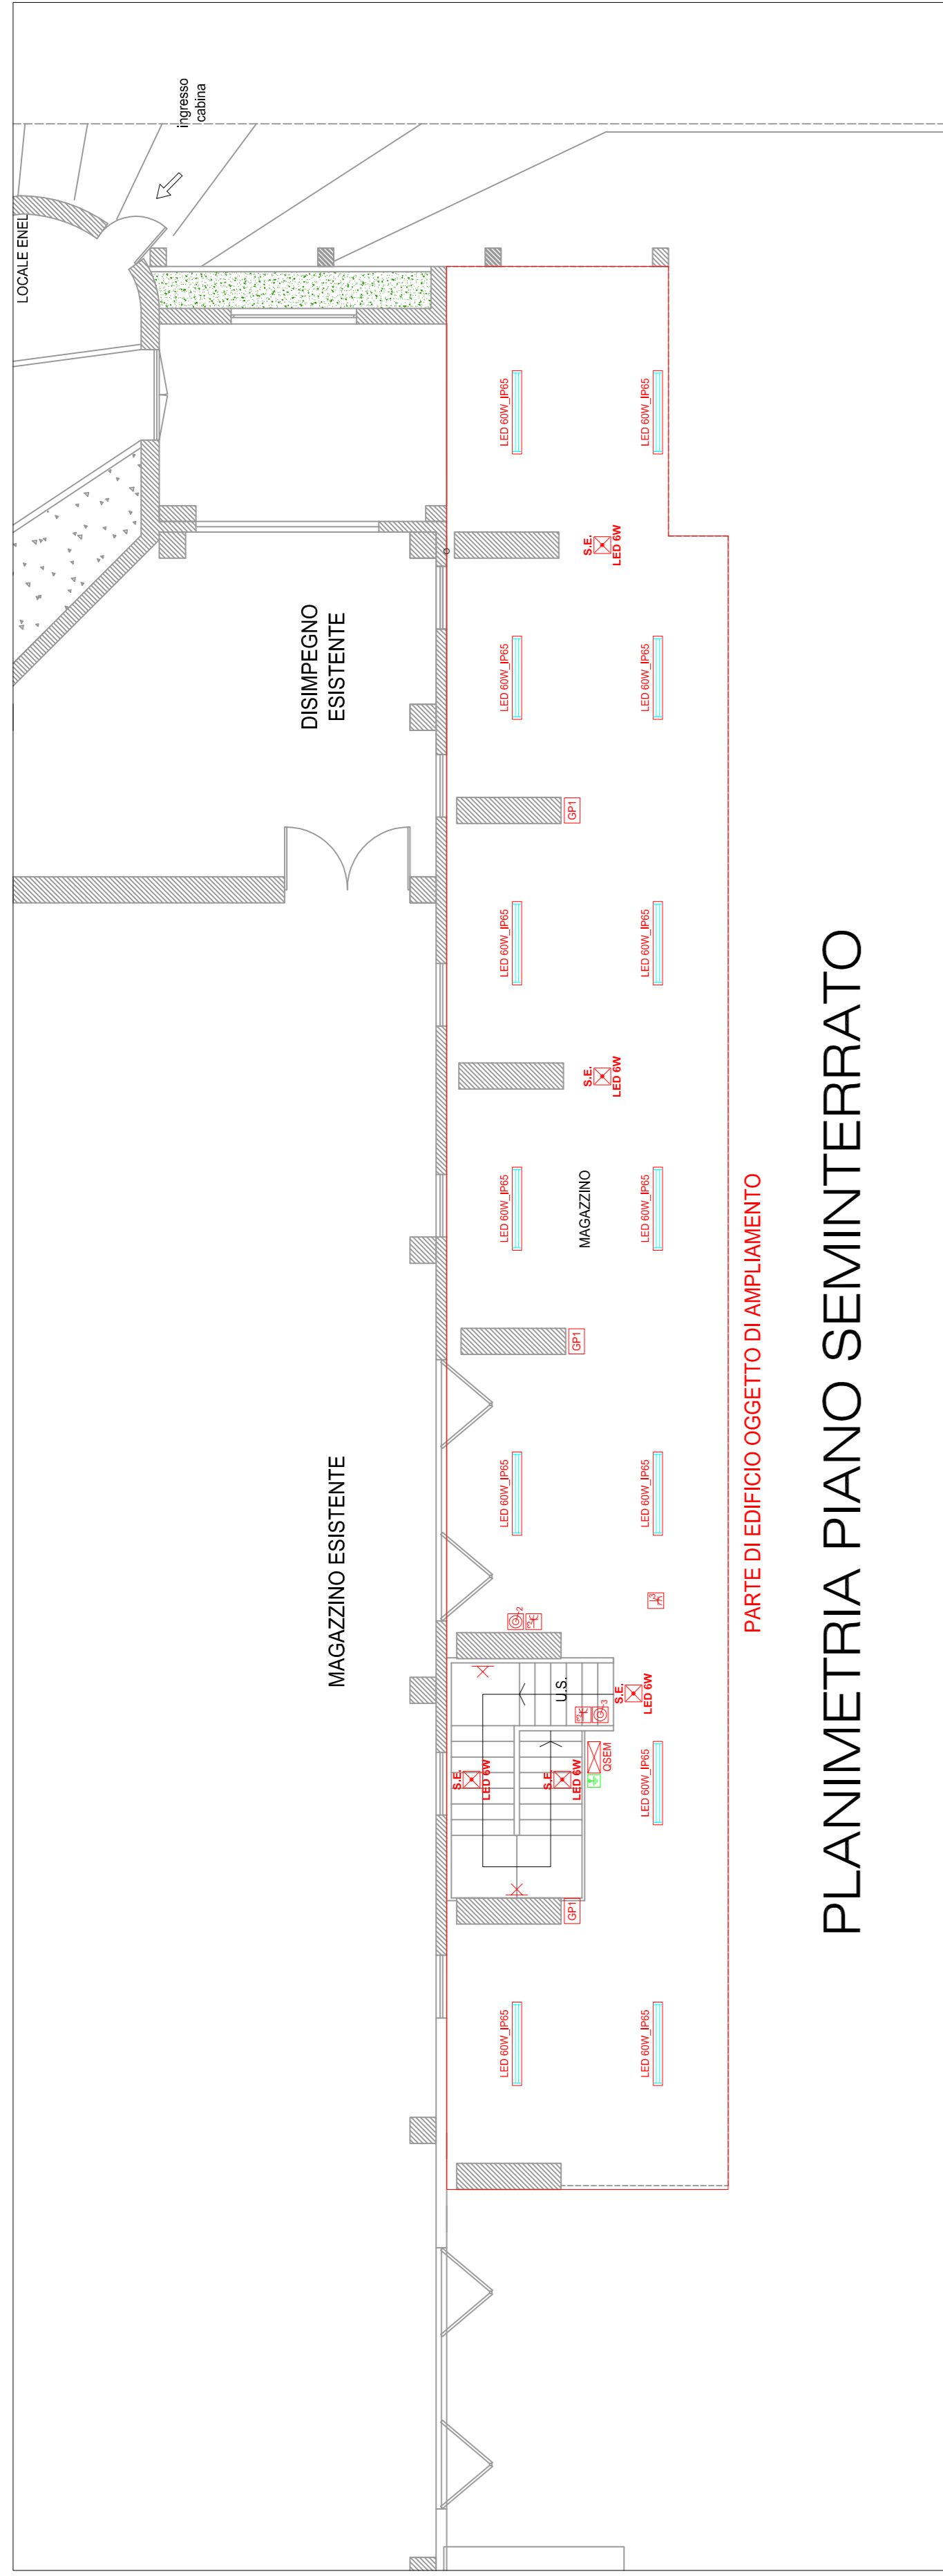 LOCALE ENEL
ingresso
cabina
DISIMPEGNO
ESISTENTE
MAGAZZINO ESISTENTE
S.E.
LED 6W
LED 60W_IP65
LED 60W_IP65
LED 60W_IP65
LED 60W_IP65
LED 60W_IP65
LED 60W_IP65
2
S.E.
LED 6W
U.S.
GP1
GP1
GP1
MAGAZZINO
S.E.
LED 6W
S.E.
LED 6W
3
QSEM
S.E.
LED 6W
LED 60W_IP65
LED 60W_IP65
LED 60W_IP65
LED 60W_IP65
LED 60W_IP65
LED 60W_IP65
LED 60W_IP65
PARTE DI EDIFICIO OGGETTO DI AMPLIAMENTO
PLANIMETRIA PIANO SEMINTERRATO